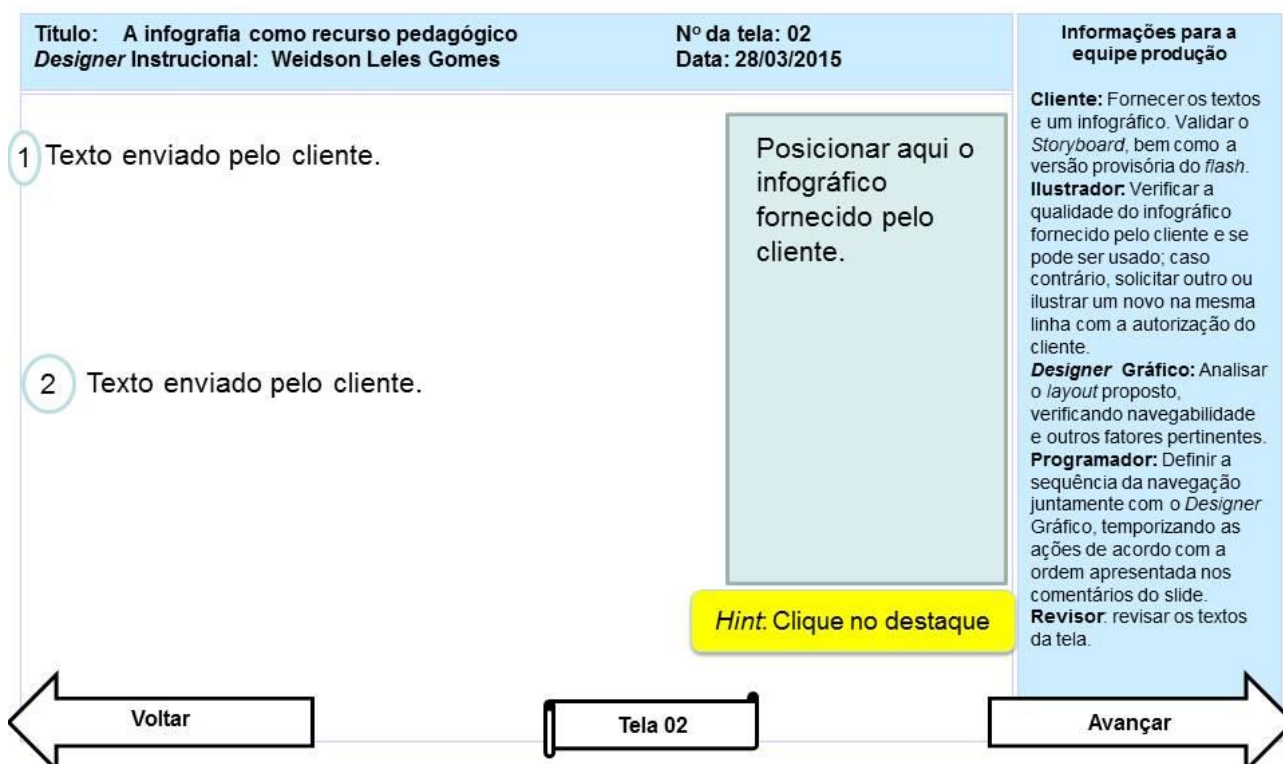 Título: A infografia como recurso pedagógico
Designer Instrucional: Weidson Leles Gomes
Nº da tela: 02
Data: 28/03/2015
1 Texto enviado pelo cliente.
2 Texto enviado pelo cliente.
Posicionar aqui o
infográfico
fornecido pelo
cliente.
Hint: Clique no destaque
Voltar
Tela 02
Avançar
Informações para a
equipe produção
Cliente: Fornecer os textos
e um infográfico. Validar o
Storyboard, bem como a
versão provisória do flash.
Ilustrador: Verificar a
qualidade do infográfico
fornecido pelo cliente e se
pode ser usado; caso
contrário, solicitar outro ou
ilustrar um novo na mesma
linha com a autorização do
cliente.
Designer Gráfico: Analisar
o layout proposto,
verificando navegabilidade
e outros fatores pertinentes.
Programador: Definir a
sequência da navegação
juntamente com o Designer
Gráfico, temporizando as
ações de acordo com a
ordem apresentada nos
comentários do slide.
Revisor: revisar os textos
da tela.